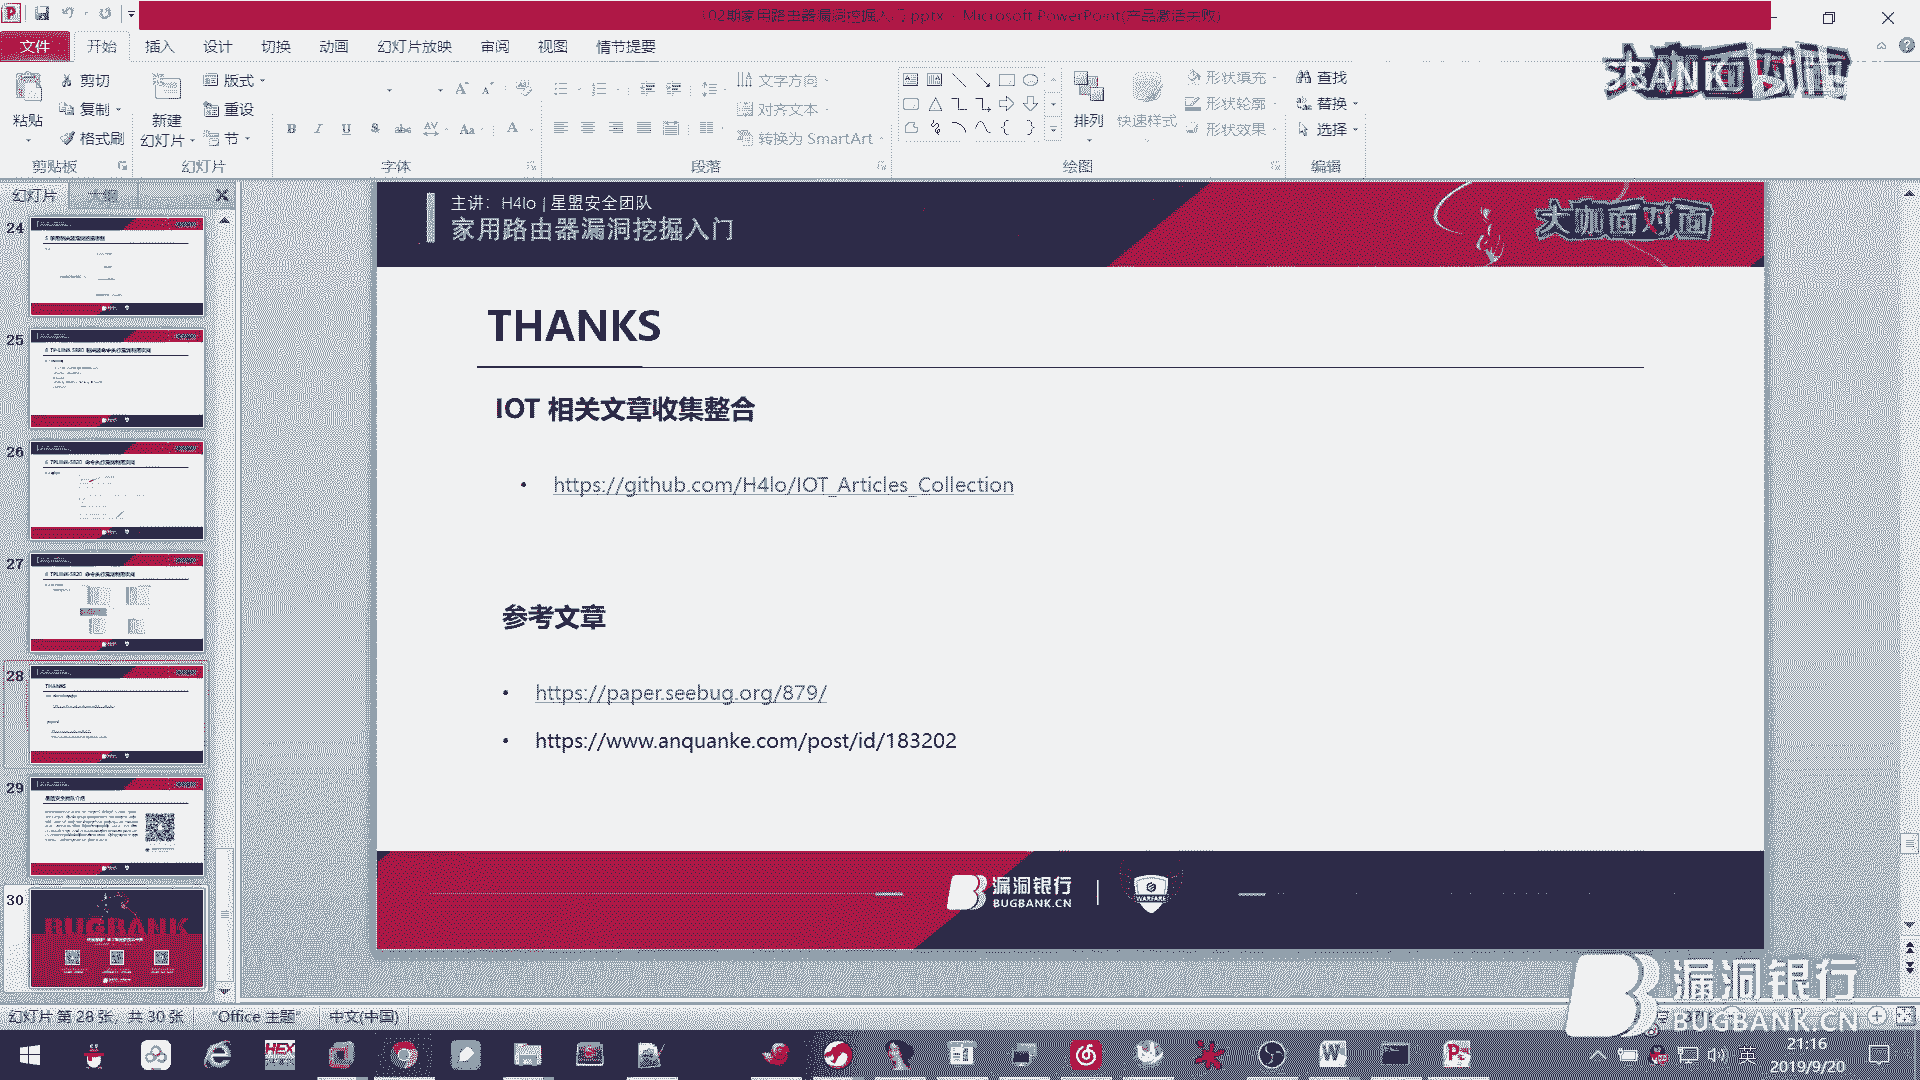 102期家用路由器漏洞挖掘入门.pptx - Microsoft PowerPoint(产品激活失败)
文件 开始 插入 设计 切换 动画 幻灯片放映 审阅 视图 情节提要
粘贴 剪切 复制 格式刷
剪贴板
新建 幻灯片 版式 重设 节
幻灯片
B I U S abc AV Aa A
字体
文字方向 对齐文本 转换为 SmartArt
段落
排列 快速样式 形状填充 形状轮廓 形状效果
绘图
查找 替换 选择
编辑
BANK
幻灯片 大纲
24
25
26
27
28
29
30
BUGBANK
主讲：H4lo | 星盟安全团队
家用路由器漏洞挖掘入门
大咖面对面
THANKS
IOT 相关文章收集整合
• https://github.com/H4lo/IOT_Articles_Collection
参考文章
• https://paper.seebug.org/879/
• https://www.anquanke.com/post/id/183202
漏洞银行
BUGBANK.CN
WARFARE
漏洞银行
BUGBANK.CN
幻灯片 第 28 张，共 30 张 "Office 主题" 中文(中国)
HEX
英
21:16
2019/9/20